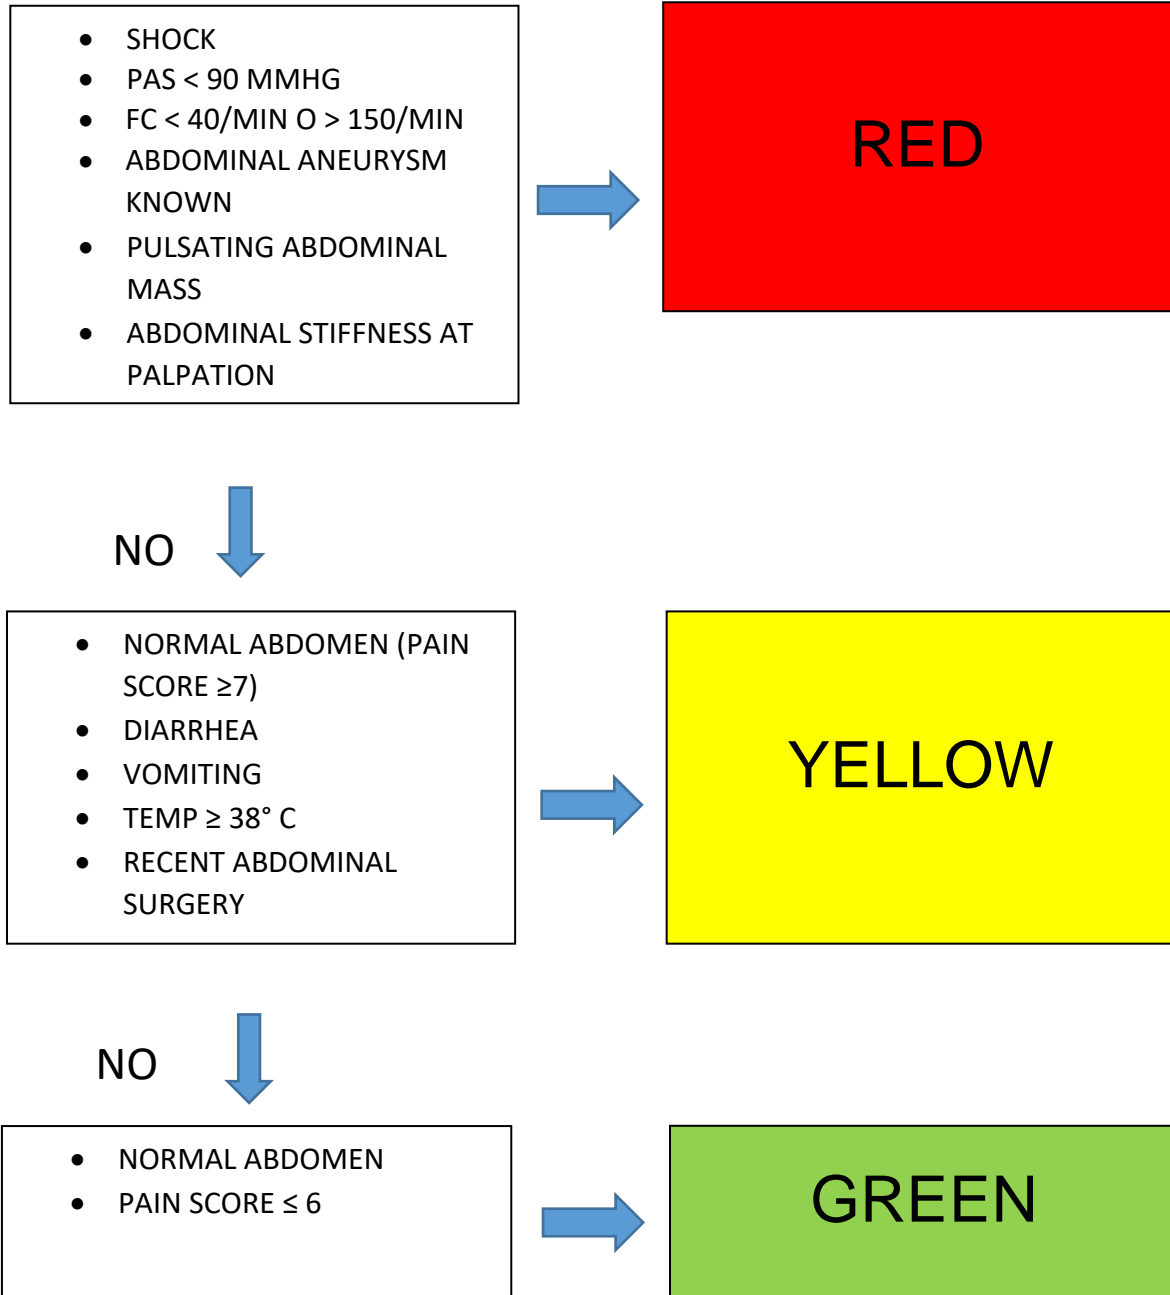 • SHOCK
• PAS < 90 MMHG
• FC < 40/MIN O > 150/MIN
• ABDOMINAL ANEURYSM
KNOWN
• PULSATING ABDOMINAL
MASS
• ABDOMINAL STIFFNESS AT
PALPATION
RED
NO
• NORMAL ABDOMEN (PAIN
SCORE ≥7)
• DIARRHEA
• VOMITING
• TEMP ≥ 38° C
• RECENT ABDOMINAL
SURGERY
YELLOW
NO
• NORMAL ABDOMEN
• PAIN SCORE ≤ 6
GREEN